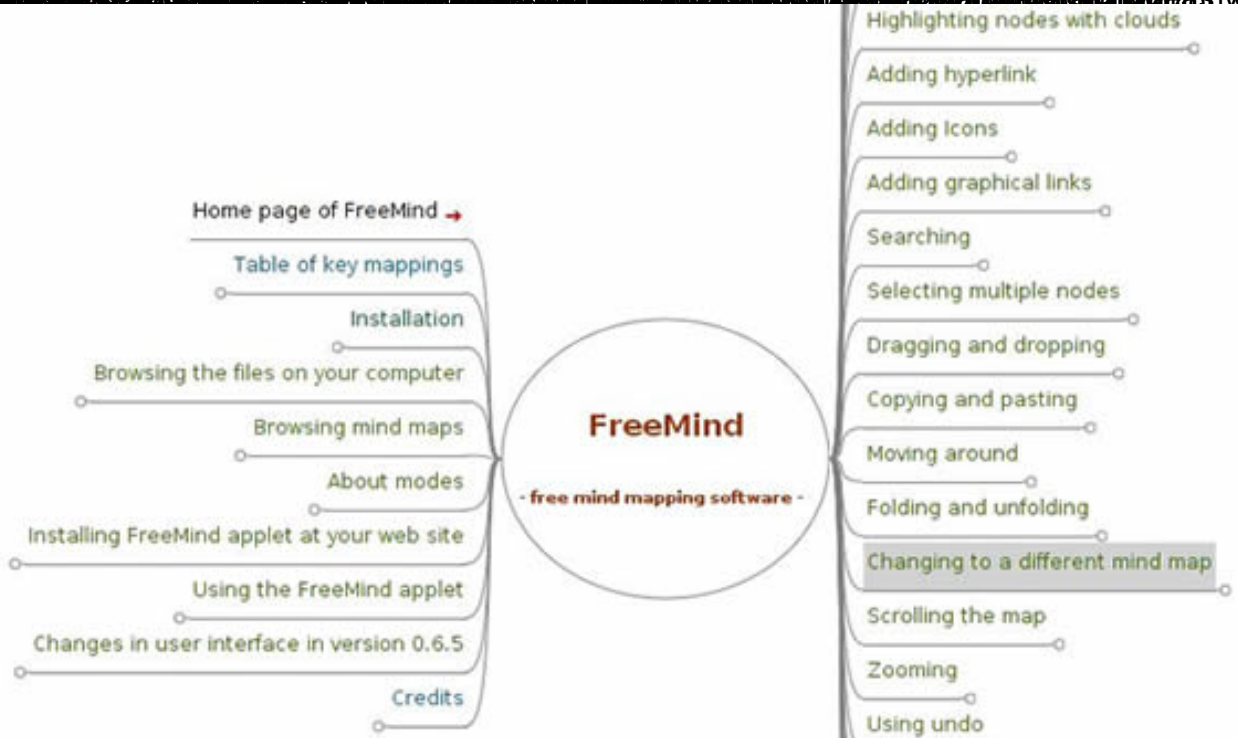 Home page of FreeMind
Table of key mappings
Installation
Browsing the files on your computer
Browsing mind maps
About modes
Installing FreeMind applet at your web site
Using the FreeMind applet
Changes in user interface in version 0.6.5
Credits
FreeMind
- free mind mapping software -
Highlighting nodes with clouds
Adding hyperlink
Adding Icons
Adding graphical links
Searching
Selecting multiple nodes
Dragging and dropping
Copying and pasting
Moving around
Folding and unfolding
Changing to a different mind map
Scrolling the map
Zooming
Using undo